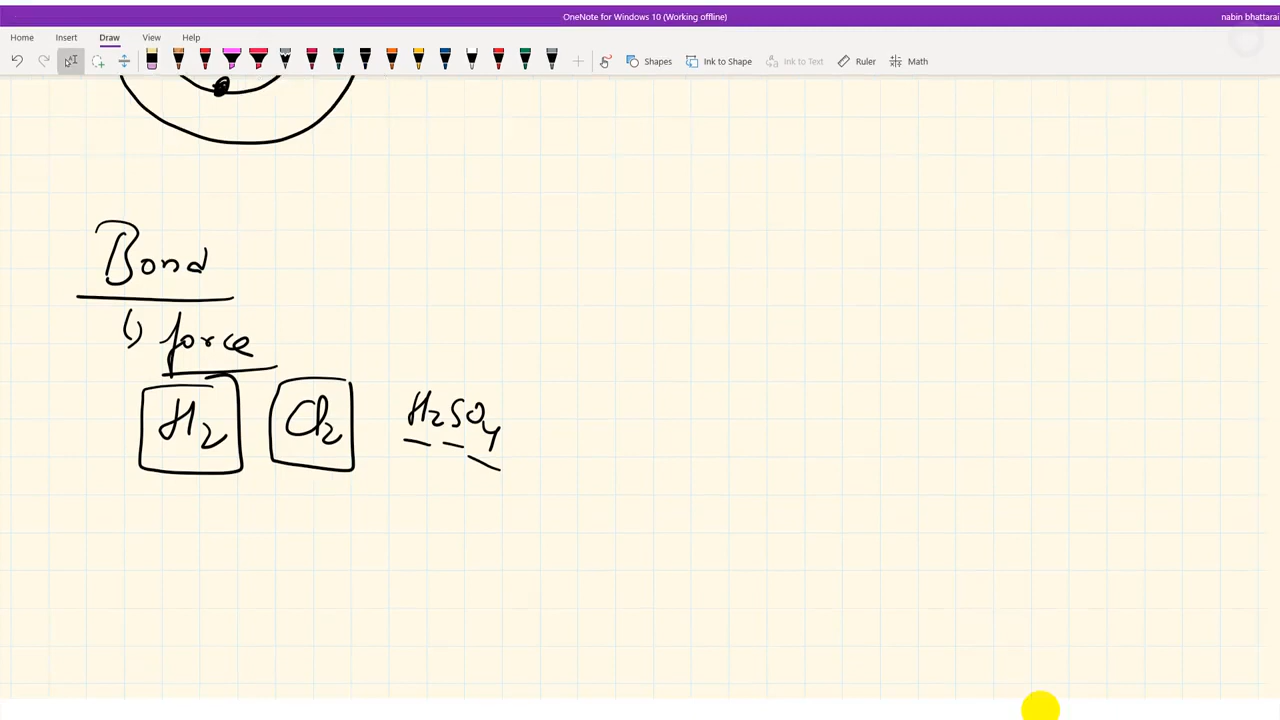 OneNote for Windows 10 (Working offline)
nabin bhattarai
Home Insert Draw View Help
Shapes Ink to Shape Ink to Text Ruler Math
Bond
1) force
H2 Cl2 H2SO4